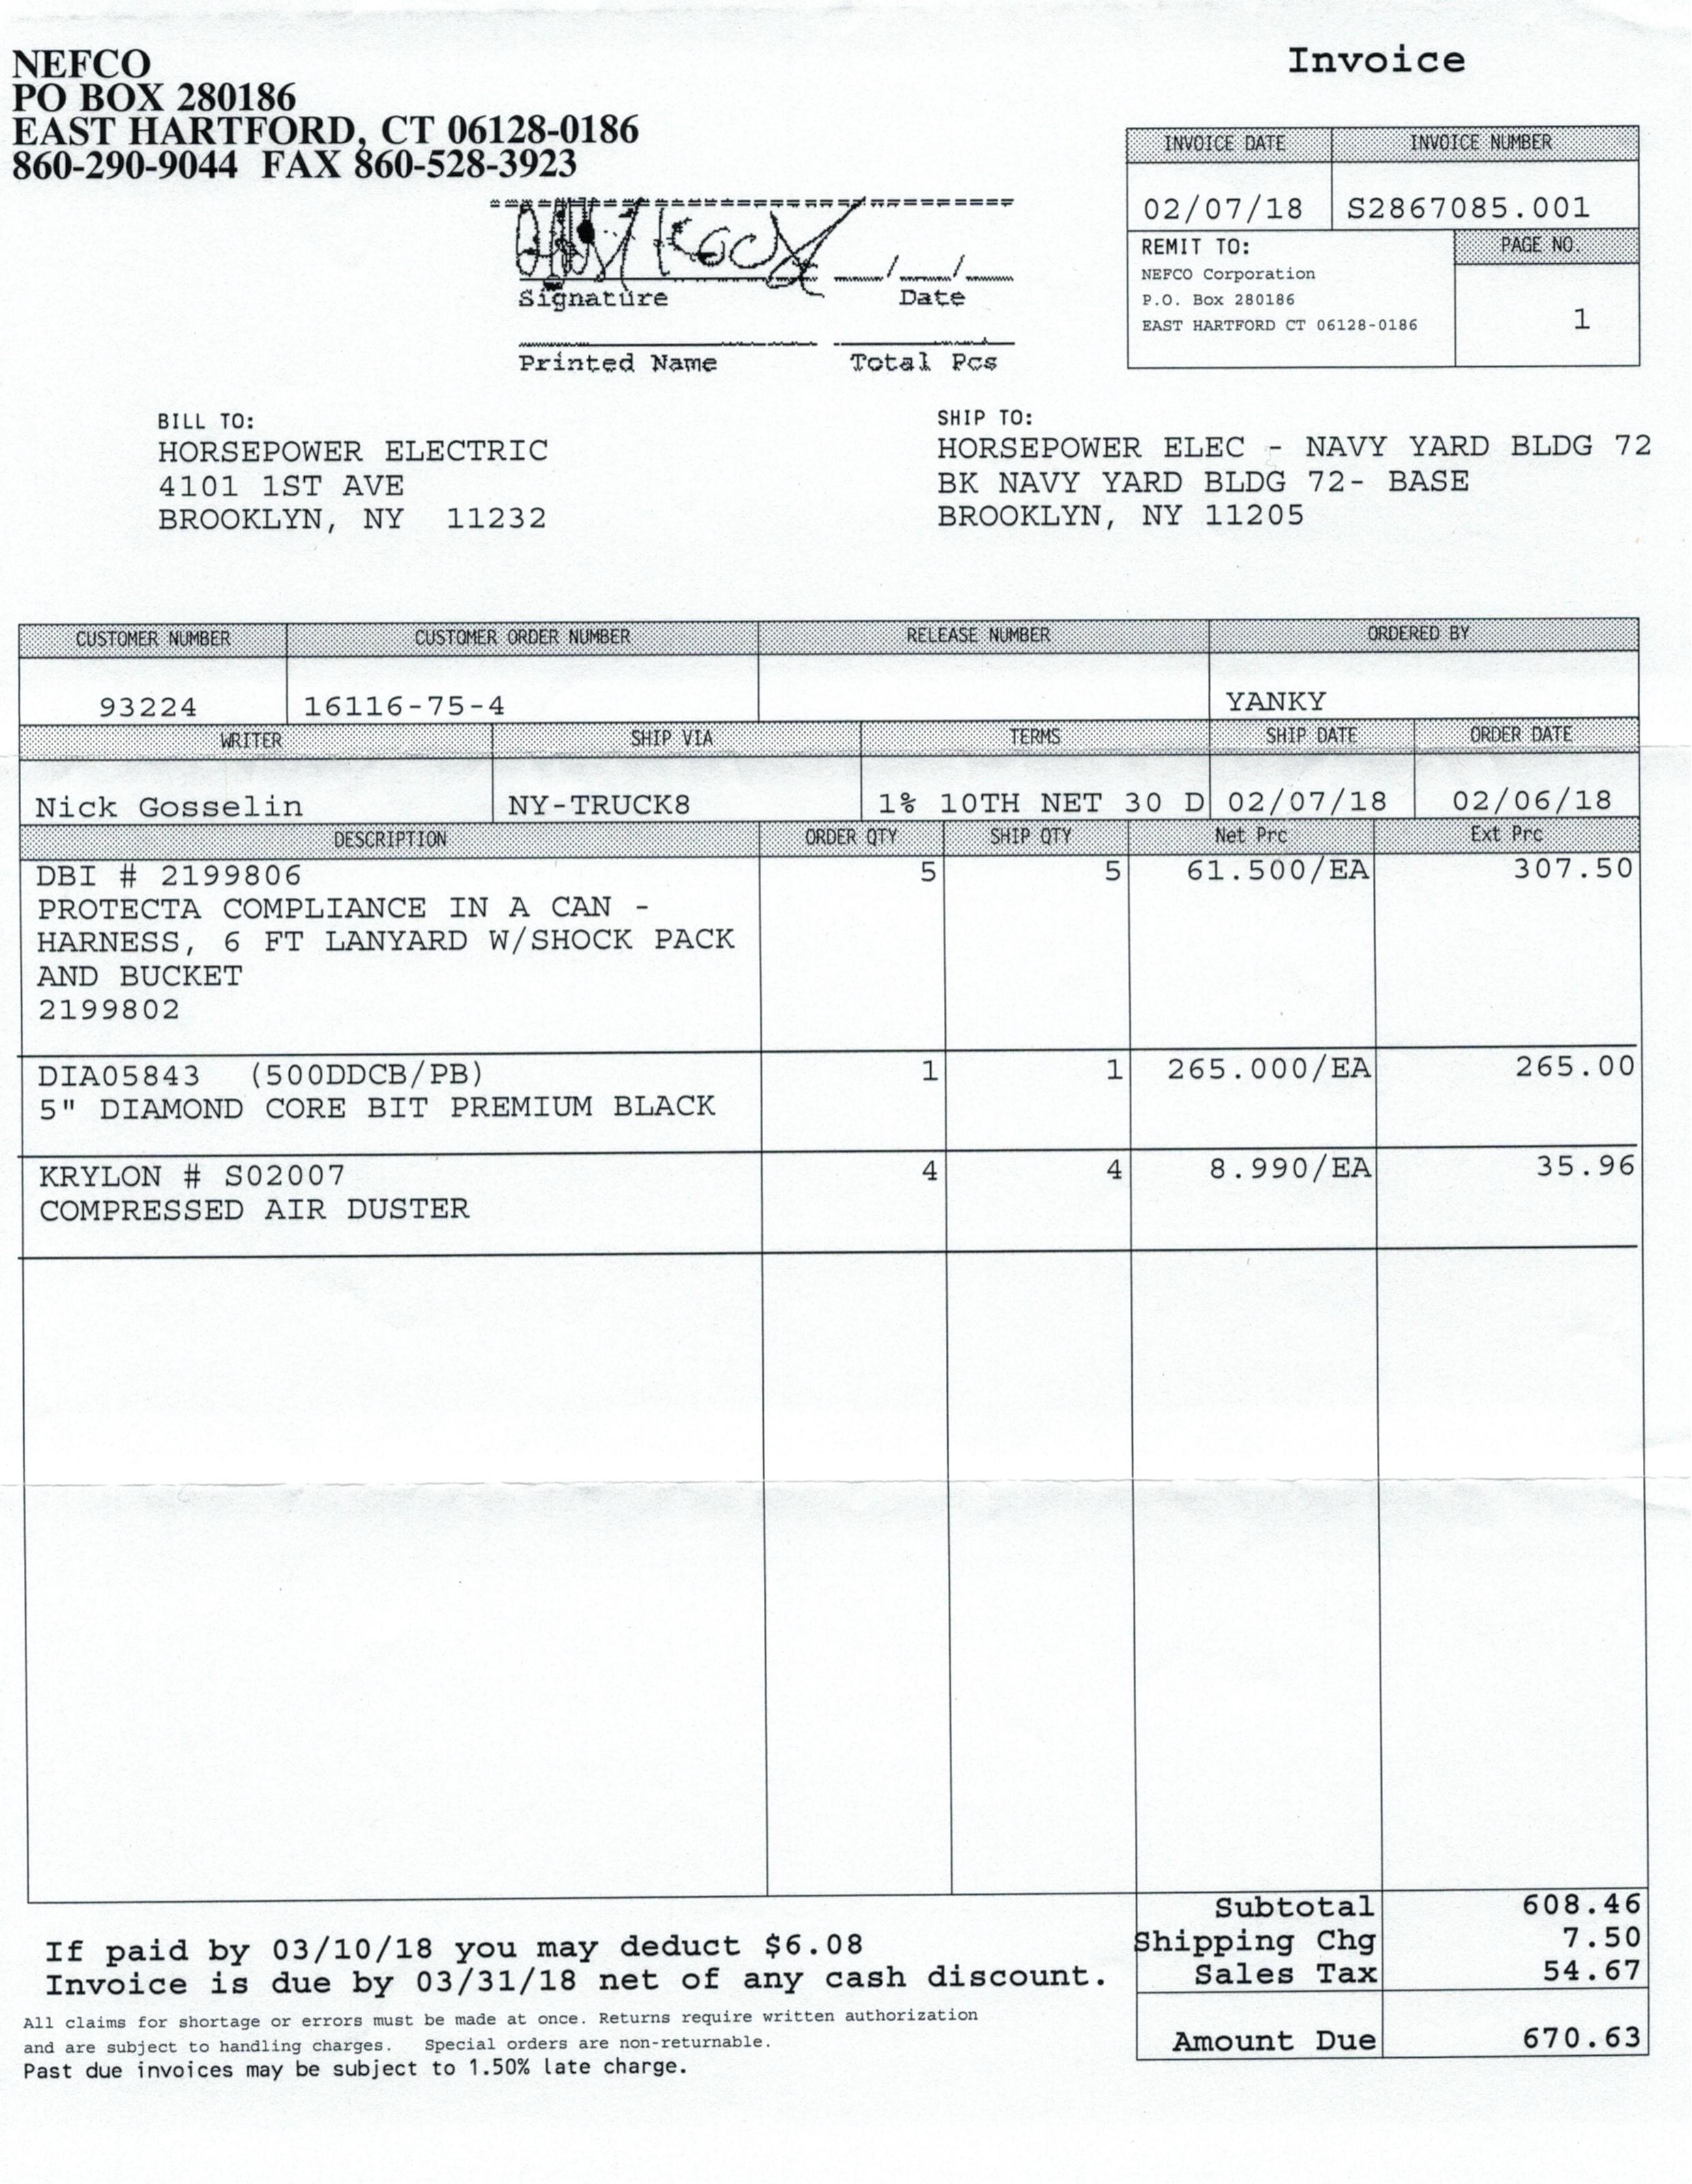 NEFCO
PO BOX 280186
EAST HARTFORD, CT 06128-0186
860-290-9044 FAX 860-528-3923
Invoice
INVOICE DATE INVOICE NUMBER
02/07/18 S2867085.001
REMIT TO: PAGE NO.
NEFCO Corporation
P.O. Box 280186
EAST HARTFORD CT 06128-0186
1
Signature Date
Printed Name Total Pcs
BILL TO:
HORSEPOWER ELECTRIC
4101 1ST AVE
BROOKLYN, NY 11232
SHIP TO:
HORSEPOWER ELEC - NAVY YARD BLDG 72
BK NAVY YARD BLDG 72- BASE
BROOKLYN, NY 11205
CUSTOMER NUMBER CUSTOMER ORDER NUMBER RELEASE NUMBER ORDERED BY
93224 16116-75-4 YANKY
WRITER SHIP VIA TERMS SHIP DATE ORDER DATE
Nick Gosselin NY-TRUCK8 1% 10TH NET 30 D 02/07/18 02/06/18
DESCRIPTION ORDER QTY SHIP QTY Net Prc Ext Prc
DBI # 2199806 5 5 61.500/EA 307.50
PROTECTA COMPLIANCE IN A CAN -
HARNESS, 6 FT LANYARD W/SHOCK PACK
AND BUCKET
2199802
DIA05843 (500DDCB/PB) 1 1 265.000/EA 265.00
5" DIAMOND CORE BIT PREMIUM BLACK
KRYLON # S02007 4 4 8.990/EA 35.96
COMPRESSED AIR DUSTER
Subtotal 608.46
Shipping Chg 7.50
Sales Tax 54.67
Amount Due 670.63
If paid by 03/10/18 you may deduct $6.08
Invoice is due by 03/31/18 net of any cash discount.
All claims for shortage or errors must be made at once. Returns require written authorization
and are subject to handling charges. Special orders are non-returnable.
Past due invoices may be subject to 1.50% late charge.